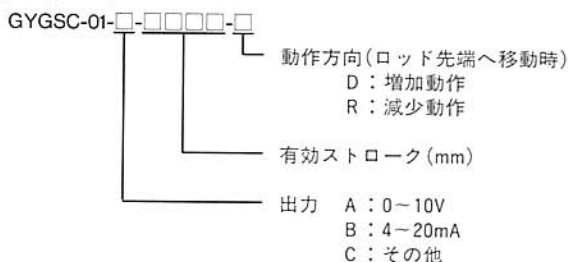 GYGSC-01-□-□□□□-□
動作方向(ロッド先端へ移動時)
D：増加動作
R：減少動作
有効ストローク(mm)
出力 A：0～10V
B：4～20mA
C：その他